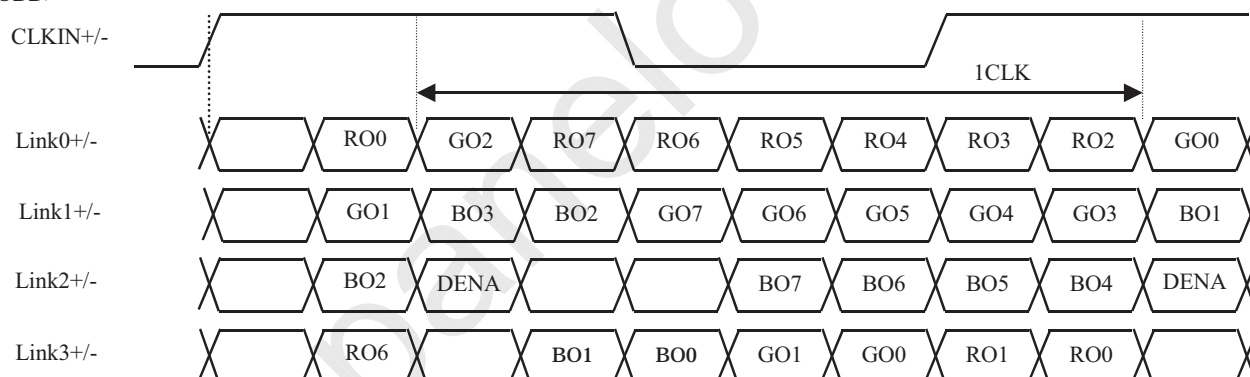 CLKIN+/-
1CLK
Link0+/- RO0 GO2 RO7 RO6 RO5 RO4 RO3 RO2 GO0
Link1+/- GO1 BO3 BO2 GO7 GO6 GO5 GO4 GO3 BO1
Link2+/- BO2 DENA BO7 BO6 BO5 BO4 DENA
Link3+/- RO6 BO1 BO0 GO1 GO0 RO1 RO0
panelo